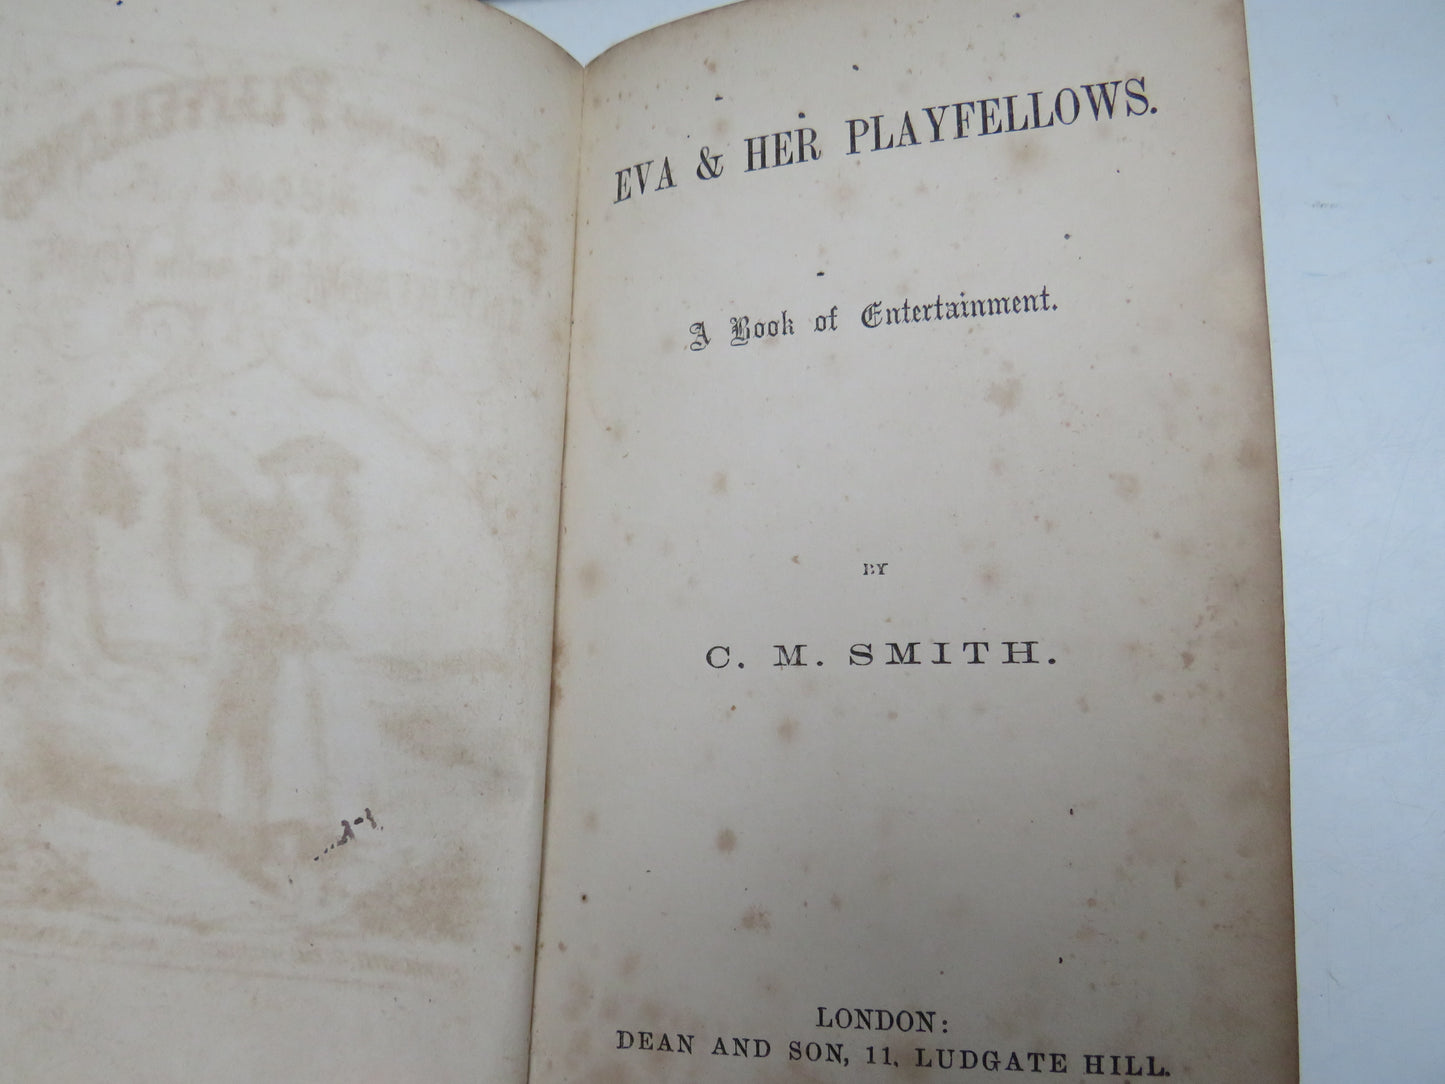 EVA & HER PLAYFELLOWS.
A Book of Entertainment.
BY
C. M. SMITH.
LONDON:
DEAN AND SON, 11, LUDGATE HILL.